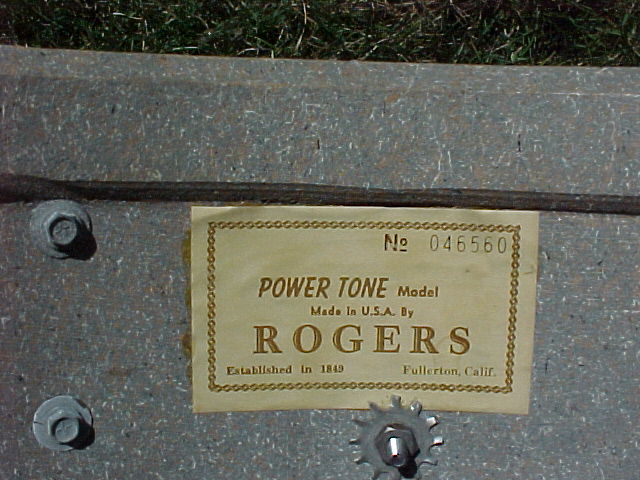 № 046560
POWER TONE Model
Made in U.S.A. By
ROGERS
Established in 1849 Fullerton, Calif.